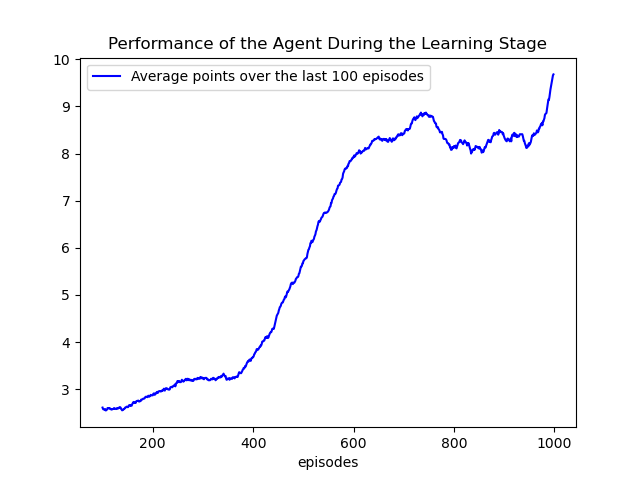 Performance of the Agent During the Learning Stage
Average points over the last 100 episodes
10
9
8
7
6
5
4
3
200 400 600 800 1000
episodes